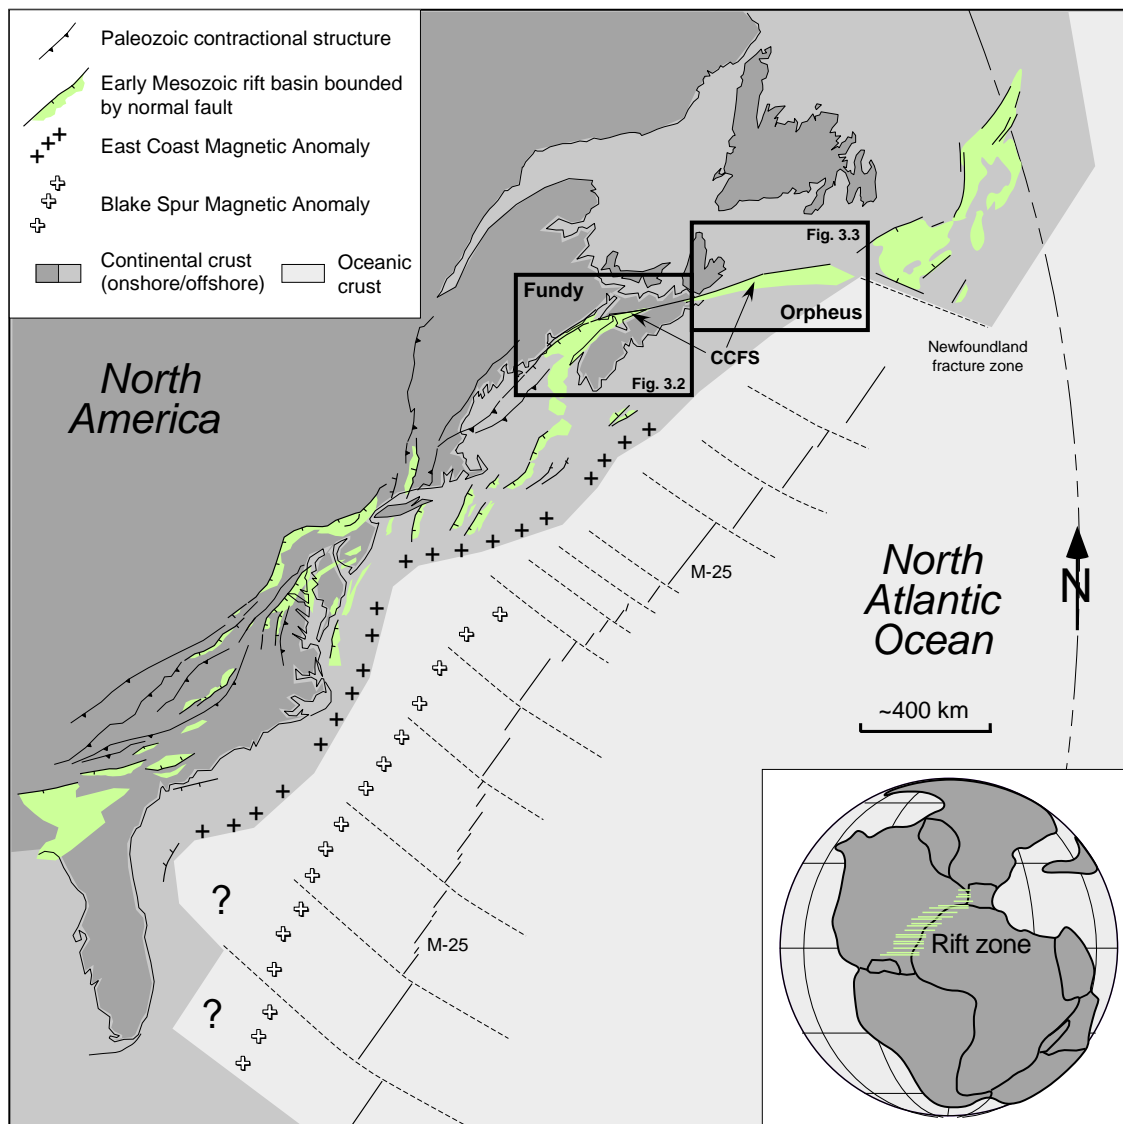 Paleozoic contractional structure
Early Mesozoic rift basin bounded
by normal fault
East Coast Magnetic Anomaly
Blake Spur Magnetic Anomaly
Continental crust
(onshore/offshore)
Oceanic
crust
Fig. 3.3
Fundy
Orpheus
CCFS
Fig. 3.2
Newfoundland
fracture zone
North
America
M-25
North
Atlantic
Ocean
N
~400 km
?
M-25
?
Rift zone